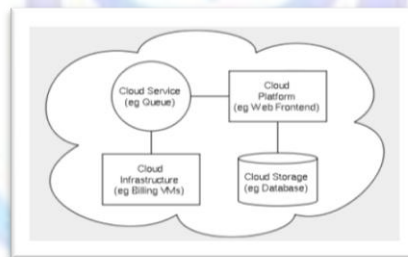 Cloud Service
(eg Queue)
Cloud
Platform
(eg Web Frontend)
Cloud
Infrastructure
(eg Billing VMs)
Cloud Storage
(eg Database)